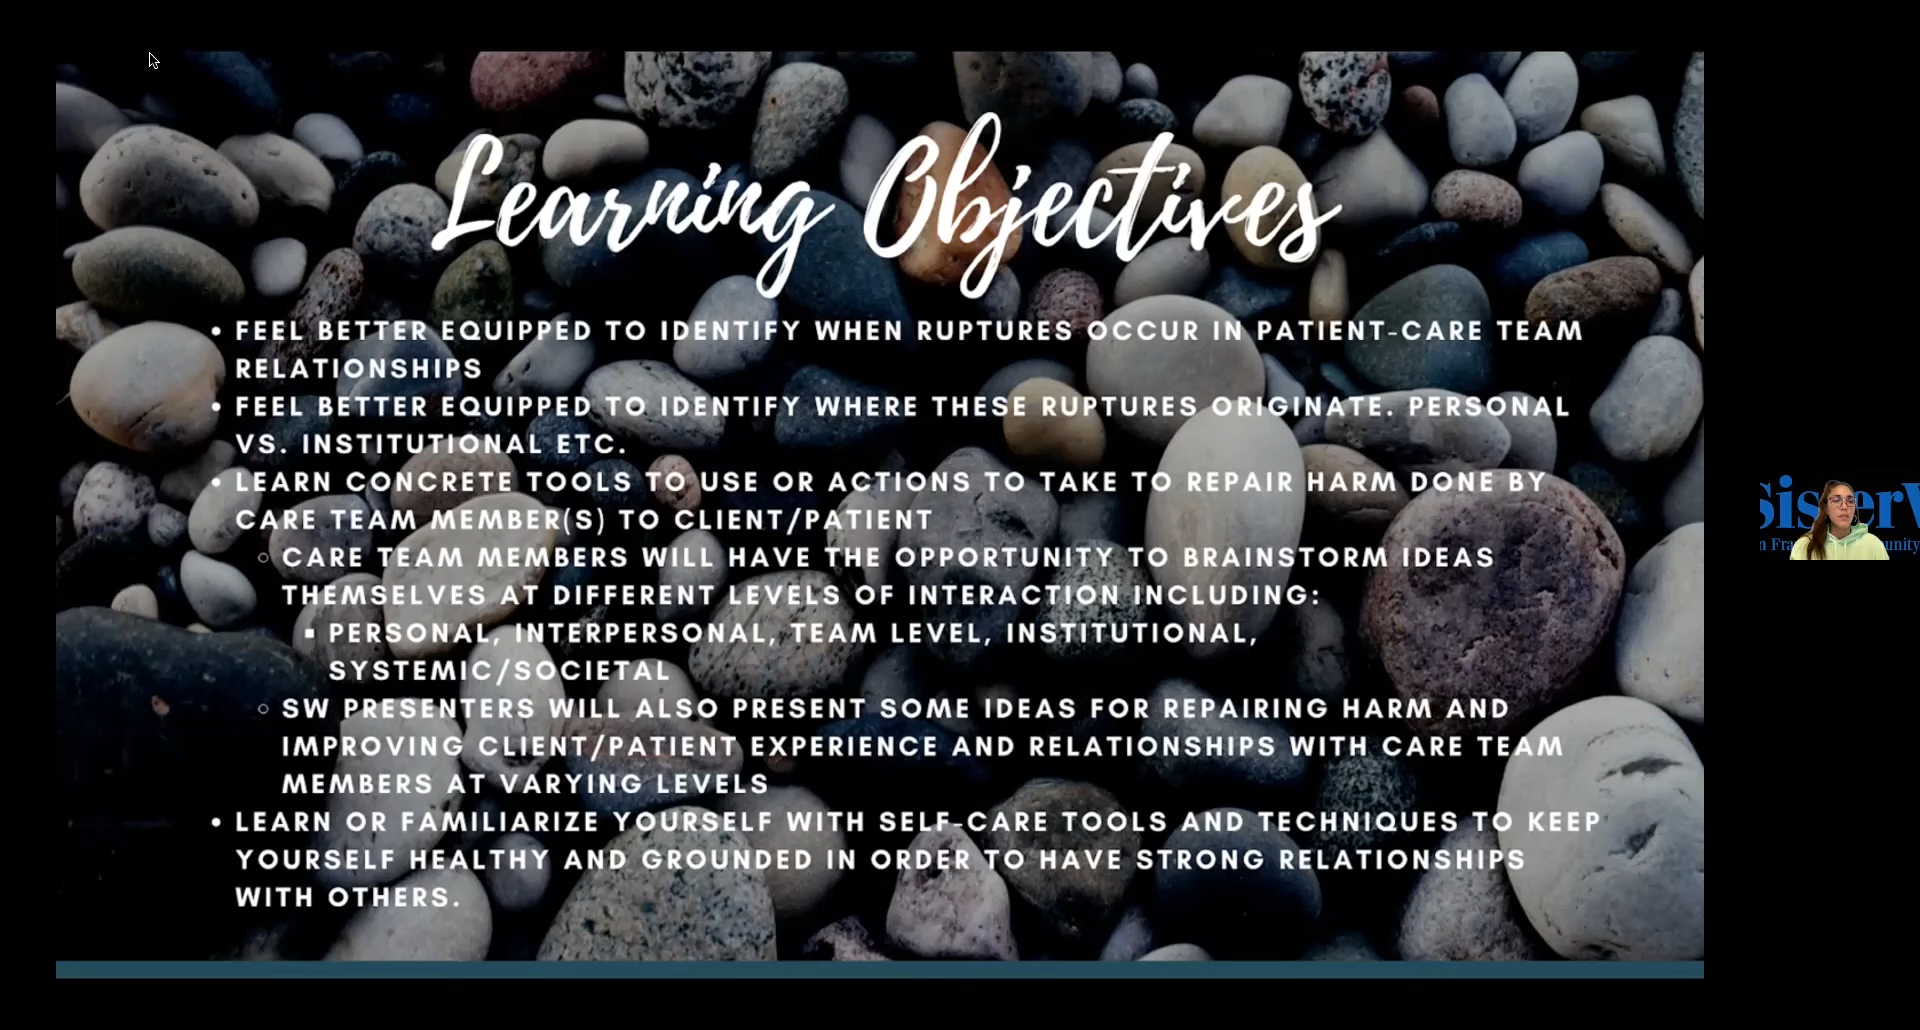 Learning Objectives
• FEEL BETTER EQUIPPED TO IDENTIFY WHEN RUPTURES OCCUR IN PATIENT-CARE TEAM
RELATIONSHIPS
• FEEL BETTER EQUIPPED TO IDENTIFY WHERE THESE RUPTURES ORIGINATE. PERSONAL
VS. INSTITUTIONAL ETC.
• LEARN CONCRETE TOOLS TO USE OR ACTIONS TO TAKE TO REPAIR HARM DONE BY
CARE TEAM MEMBER(S) TO CLIENT/PATIENT
◦ CARE TEAM MEMBERS WILL HAVE THE OPPORTUNITY TO BRAINSTORM IDEAS
THEMSELVES AT DIFFERENT LEVELS OF INTERACTION INCLUDING:
▪ PERSONAL, INTERPERSONAL, TEAM LEVEL, INSTITUTIONAL,
SYSTEMIC/SOCIETAL
◦ SW PRESENTERS WILL ALSO PRESENT SOME IDEAS FOR REPAIRING HARM AND
IMPROVING CLIENT/PATIENT EXPERIENCE AND RELATIONSHIPS WITH CARE TEAM
MEMBERS AT VARYING LEVELS
• LEARN OR FAMILIARIZE YOURSELF WITH SELF-CARE TOOLS AND TECHNIQUES TO KEEP
YOURSELF HEALTHY AND GROUNDED IN ORDER TO HAVE STRONG RELATIONSHIPS
WITH OTHERS.